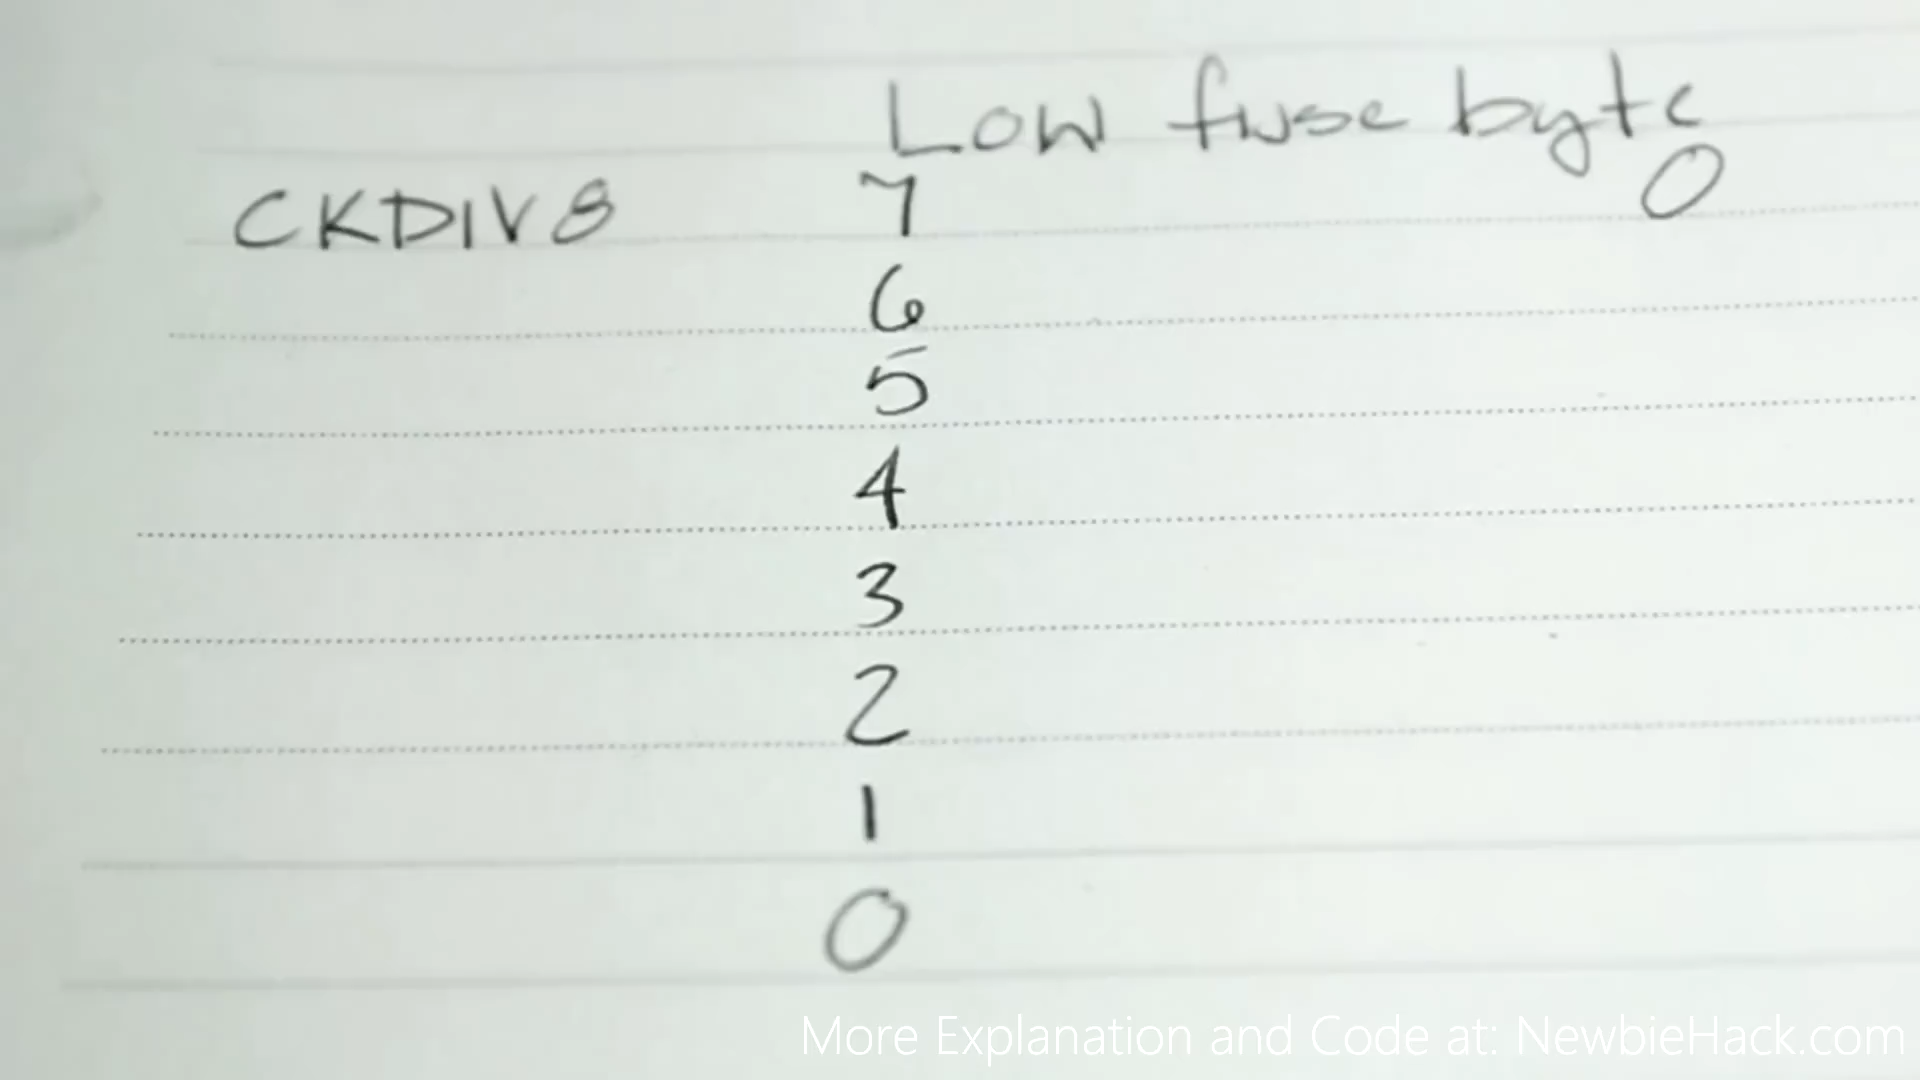 Low fuse byte
CKDIV8 7 0
6
5
4
3
2
1
0
More Explanation and Code at: NewbieHack.com